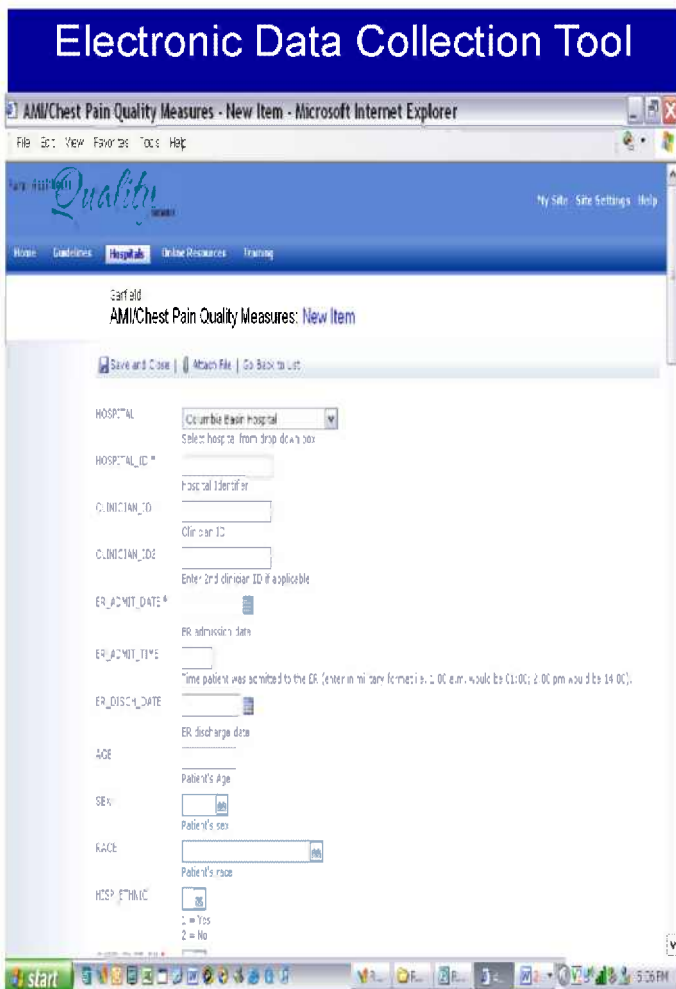 Electronic Data Collection Tool
AMI/Chest Pain Quality Measures - New Item - Microsoft Internet Explorer
File Edit View Favorites Tools Help
Quality
My Site Site Settings Help
Home Guidelines Hospitals Online Resources Training
Garfield
AMI/Chest Pain Quality Measures: New Item
Save and Close | Attach File | Go Back to List
HOSPITAL
Columbia Basin Hospital
Select hospital from drop down box
HOSPITAL_ID *
Hospital Identifier
CLINICIAN_ID
Clinician ID
CLINICIAN_ID2
Enter 2nd clinician ID if applicable
ER_ADMIT_DATE *
ER admission date
ER_ADMIT_TIME
Time patient was admitted to the ER (enter in military format i.e. 1:00 a.m. would be 01:00; 2:00 pm would be 14:00).
ER_DISCH_DATE
ER discharge date
AGE
Patient's Age
SEX
Patient's sex
RACE
Patient's race
HISP_ETHNIC
1 = Yes
2 = No
start
5:06 PM